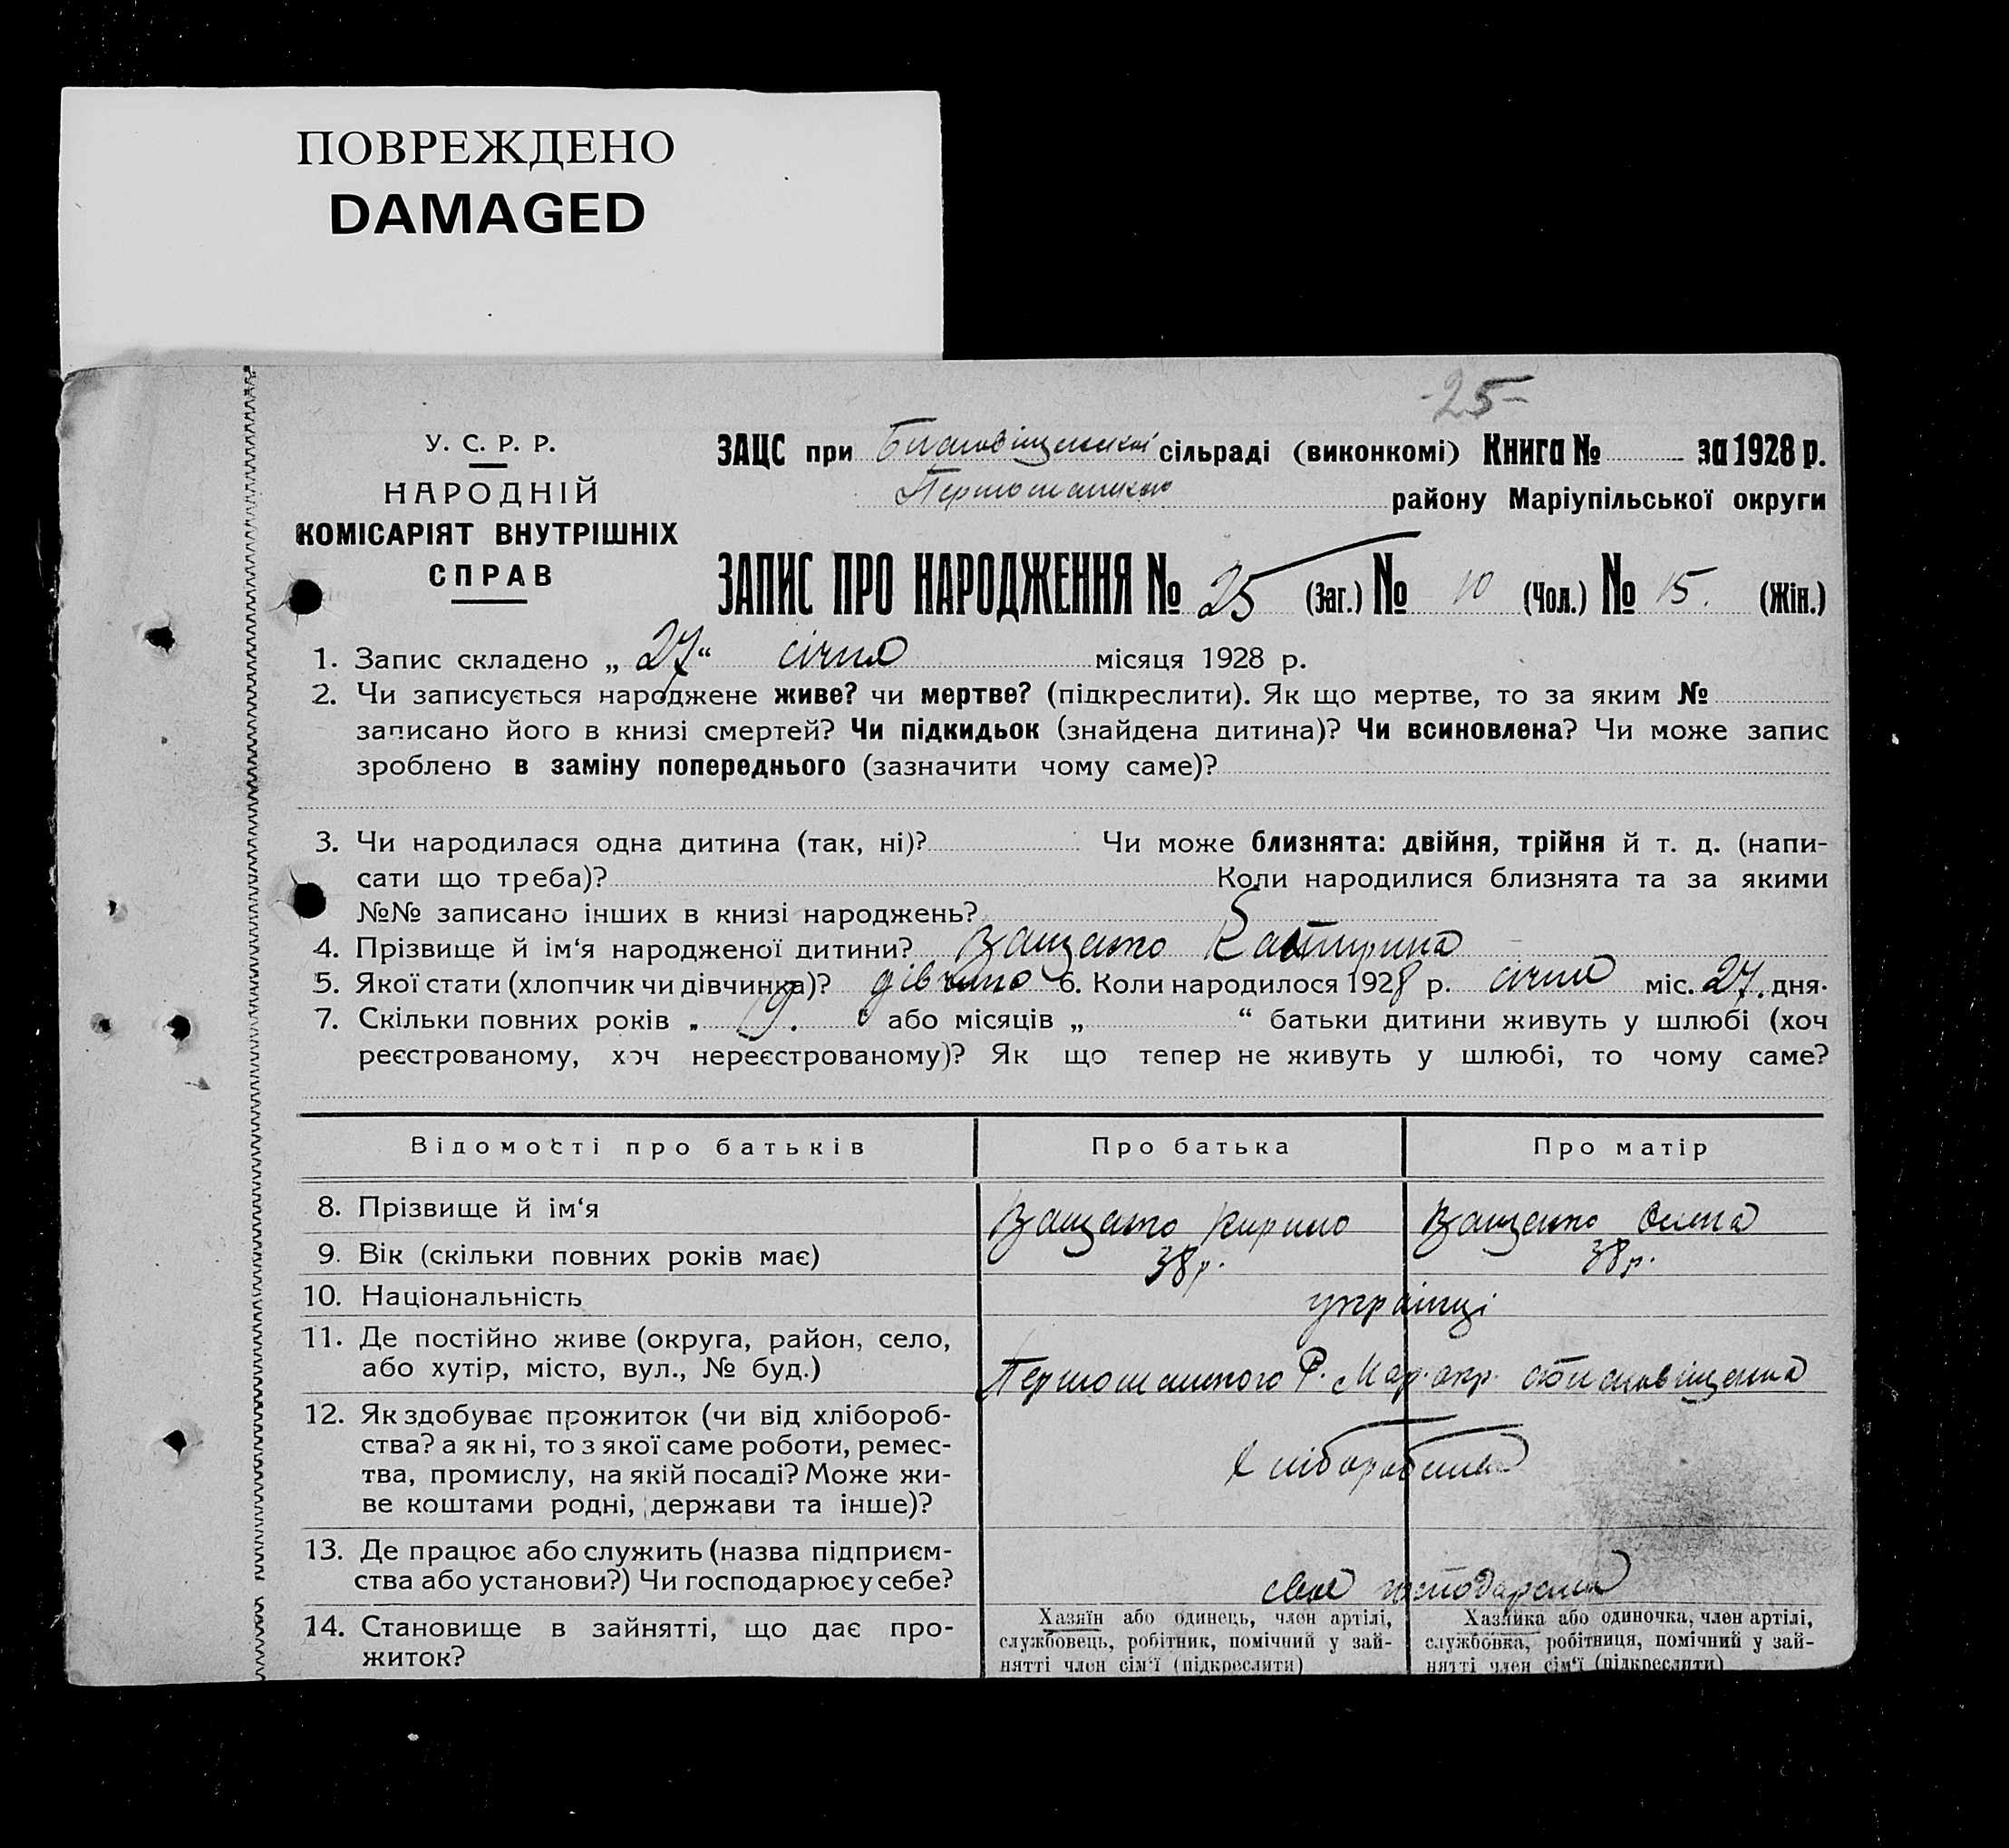 ПОВРЕЖДЕНО
DAMAGED
-25-
У. С. Р. Р.
НАРОДНІЙ
КОМІСАРІЯТ ВНУТРІШНІХ
СПРАВ
ЗАЦС при сільраді (виконкомі) Книга № за 1928 р.
району Маріупільської округи
ЗАПИС ПРО НАРОДЖЕННЯ № 25 (Заг.) № 10 (Чол.) № 15. (Жін.)
1. Запис складено „ 27 “ січня місяця 1928 р.
2. Чи записується народжене живе? чи мертве? (підкреслити). Як що мертве, то за яким №
записано його в книзі смертей? Чи підкидьок (знайдена дитина)? Чи всиновлена? Чи може запис
зроблено в заміну попереднього (зазначити чому саме)?
3. Чи народилася одна дитина (так, ні)? Чи може близнята: двійня, трійня й т. д. (напи-
сати що треба)? Коли народилися близнята та за якими
№№ записано інших в книзі народжень?
4. Прізвище й ім‘я народженої дитини? Ващенко Катирина
5. Якої стати (хлопчик чи дівчинка)? дівчина 6. Коли народилося 1928 р. січня міс. 27. дня.
7. Скільки повних років „ 19. “ або місяців „ “ батьки дитини живуть у шлюбі (хоч
реєстрованому, хоч нереєстрованому)? Як що тепер не живуть у шлюбі, то чому саме?
Відомості про батьків Про батька Про матір
8. Прізвище й ім‘я Ващенко Кирило Ващенко
9. Вік (скільки повних років має) 38 р. 38 р.
10. Національність українці
11. Де постійно живе (округа, район, село,
або хутір, місто, вул., № буд.) Р. Мар. окр.
12. Як здобуває прожиток (чи від хлібороб-
ства? а як ні, то з якої саме роботи, ремес-
тва, промислу, на якій посаді? Може жи-
ве коштами родні, держави та інше)?
13. Де працює або служить (назва підприєм-
ства або установи?) Чи господарює у себе?
14. Становище в зайнятті, що дає про-
житок?
Хазяїн або одинець, член артілі,
службовець, робітник, помічний у зай-
нятті член сім‘ї (підкреслити)
Хазяйка або одиночка, член артілі,
службовка, робітниця, помічний у зай-
нятті член сім‘ї (підкреслити)